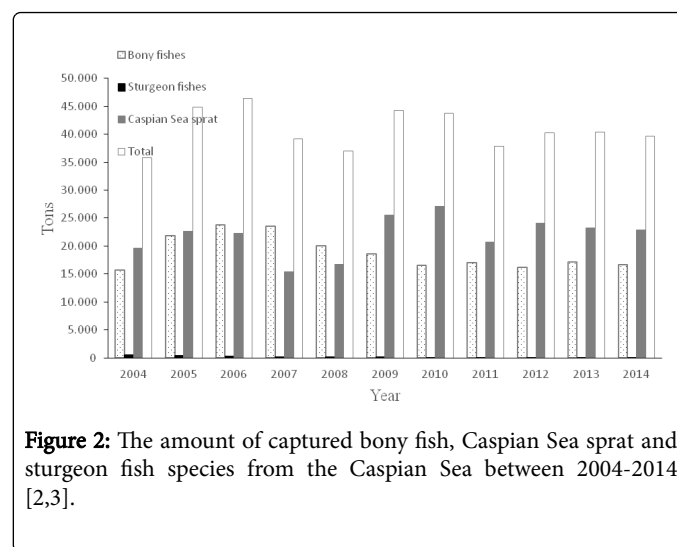 Bony fishes
Sturgeon fishes
Caspian Sea sprat
Total
50.000
45.000
40.000
35.000
30.000
25.000
20.000
15.000
10.000
5.000
0
Tons
2004 2005 2006 2007 2008 2009 2010 2011 2012 2013 2014
Year
Figure 2: The amount of captured bony fish, Caspian Sea sprat and
sturgeon fish species from the Caspian Sea between 2004-2014
[2,3].